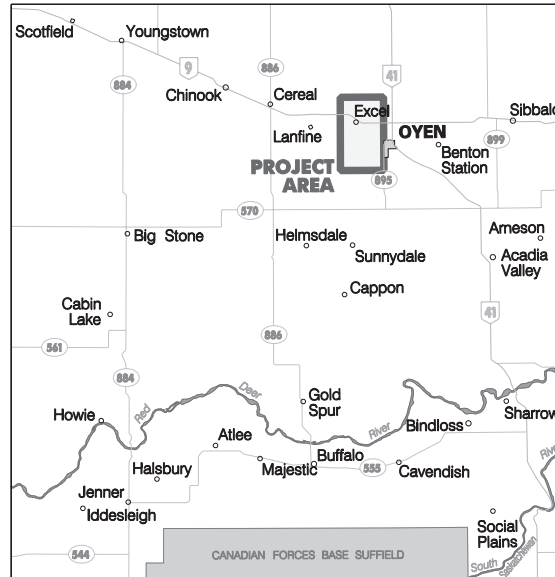 Scotfield
Youngstown
9
886
41
884
Chinook
Cereal
Excel
Sibbald
Lanfine
OYEN
899
Benton
Station
PROJECT
AREA
895
570
Big Stone
Helmsdale
Sunnydale
Arneson
Acadia
Valley
Cappon
Cabin
Lake
41
886
561
884
Gold
Spur
Red
Deer
River
Howie
Bindloss
Sharrow
Atlee
Halsbury
Majestic
Buffalo
555
Cavendish
River
Jenner
Iddesleigh
Social
Plains
544
CANADIAN FORCES BASE SUFFIELD
South
Saskatchewan